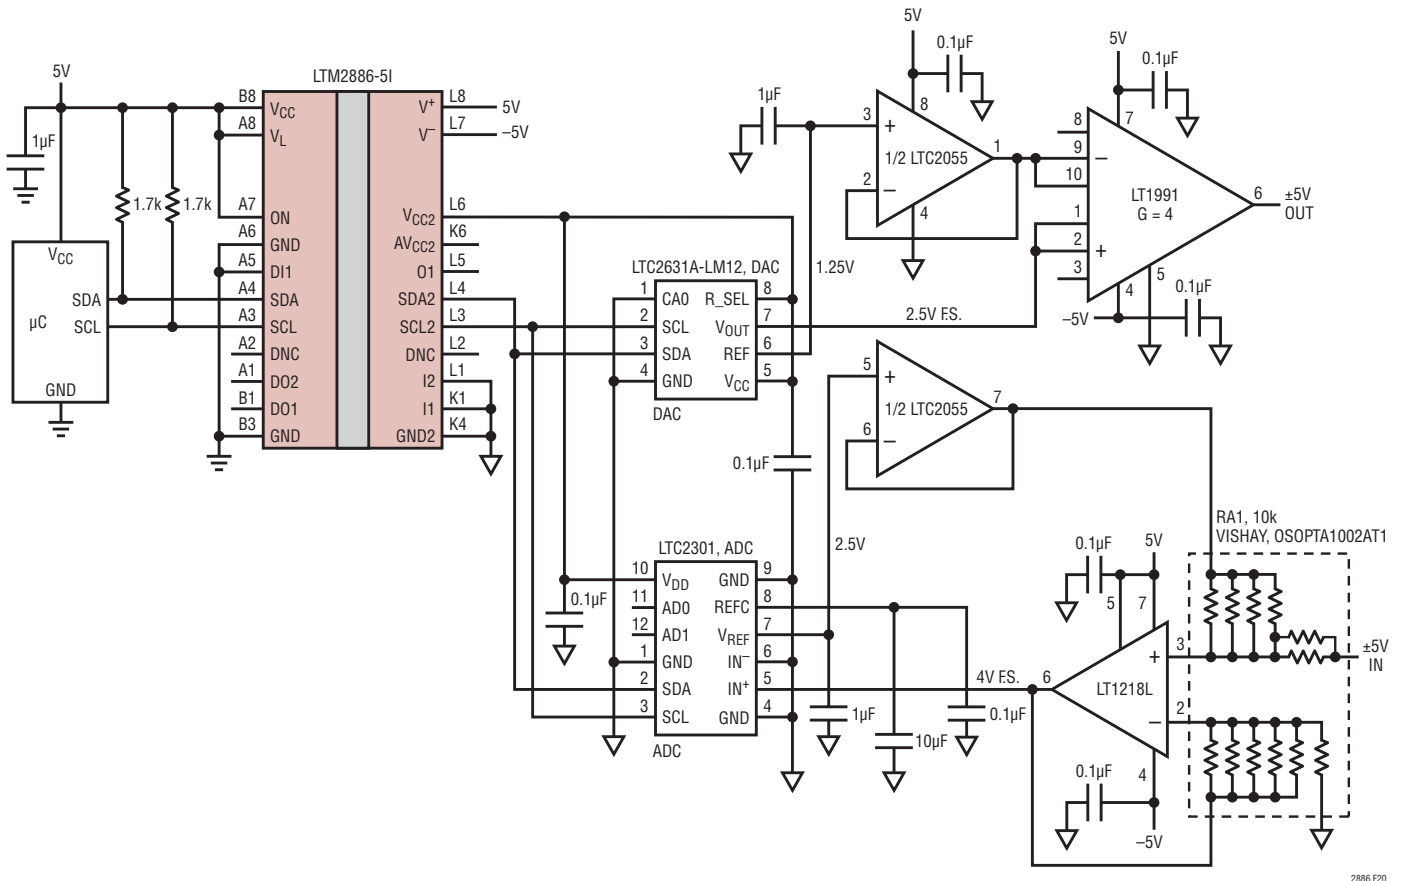 5V
1µF
1.7k
1.7k
VCC
SDA
SCL
µC
GND
LTM2886-5I
B8 VCC
A8 VL
A7 ON
A6 GND
A5 DI1
A4 SDA
A3 SCL
A2 DNC
A1 DO2
B1 DO1
B3 GND
V+ L8 5V
V– L7 –5V
VCC2 L6
AVCC2 K6
O1 L5
SDA2 L4
SCL2 L3
DNC L2
I2 L1
I1 K1
GND2 K4
LTC2631A-LM12, DAC
1 CA0 R_SEL 8
2 SCL VOUT 7
3 SDA REF 6
4 GND VCC 5
DAC
0.1µF
1.25V
2.5V F.S.
LTC2301, ADC
10 VDD GND 9
11 AD0 REFC 8
12 AD1 VREF 7
1 GND IN– 6
2 SDA IN+ 5
3 SCL GND 4
ADC
0.1µF
2.5V
1µF
10µF
0.1µF
4V F.S.
1µF
5V
0.1µF
3 + 8
1/2 LTC2055 1
2 – 4
5V
0.1µF
8 7
9 –
10
LT1991
G = 4
1
2 +
3
6 ±5V
OUT
5
4
–5V
0.1µF
5 +
1/2 LTC2055 7
6 –
RA1, 10k
VISHAY, OSOPTA1002AT1
0.1µF
5V
5 7
+ 3
±5V
IN
6 LT1218L
– 2
4
0.1µF
–5V
2886 F20